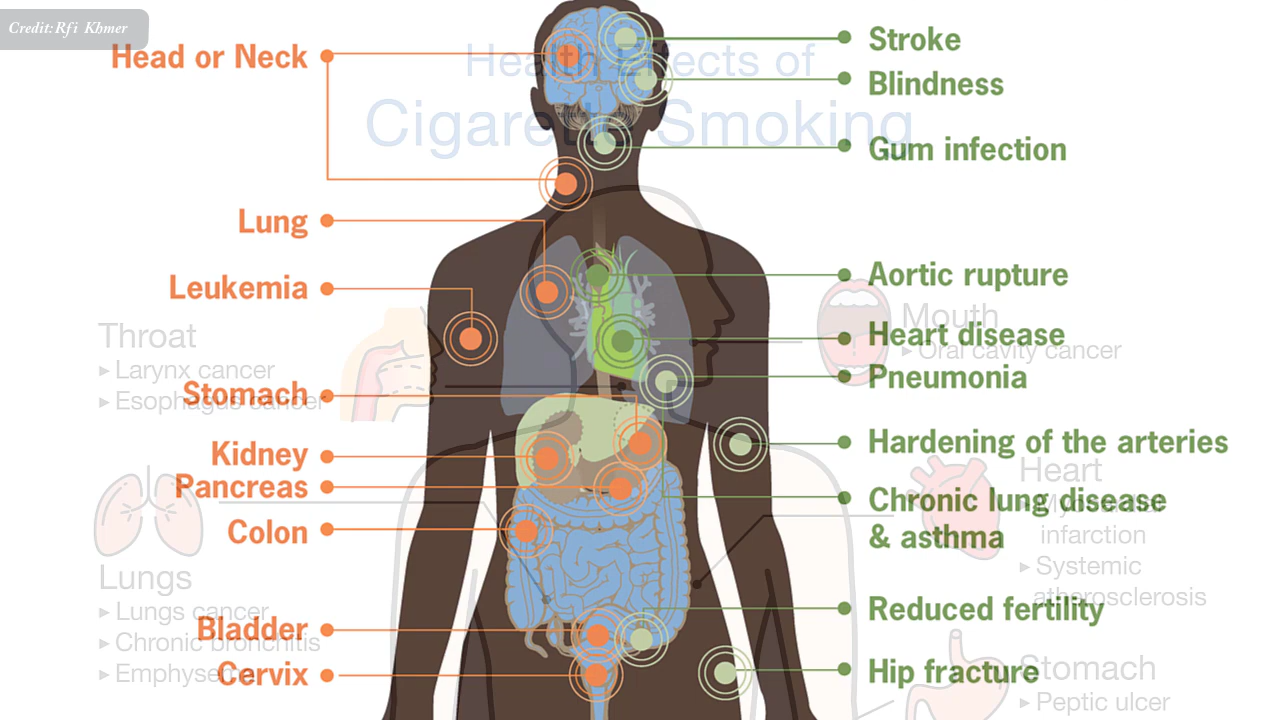 Credit:Rfi Khmer
Health Effects of
Cigarette Smoking
Head or Neck
Lung
Leukemia
Stomach
Kidney
Pancreas
Colon
Bladder
Cervix
Stroke
Blindness
Gum infection
Aortic rupture
Heart disease
Pneumonia
Hardening of the arteries
Chronic lung disease
& asthma
Reduced fertility
Hip fracture
Throat
▸ Larynx cancer
▸ Esophagus cancer
Lungs
▸ Lungs cancer
▸ Chronic bronchitis
▸ Emphysema
Mouth
▸ Oral cavity cancer
Heart
▸ Myocardial
infarction
▸ Systemic
atherosclerosis
Stomach
▸ Peptic ulcer